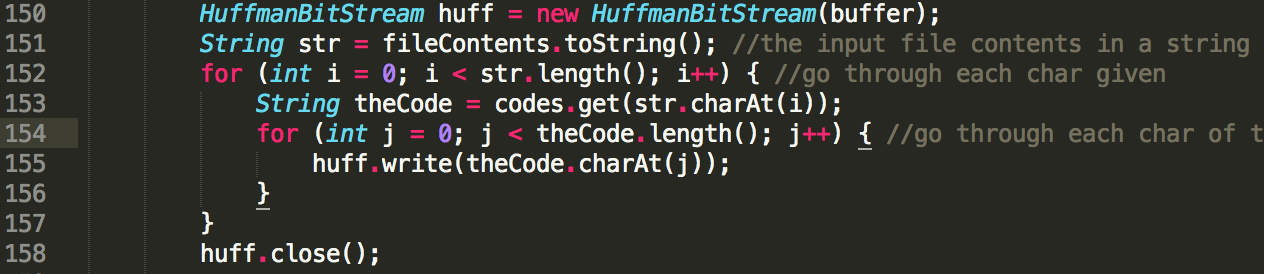 150 HuffmanBitStream huff = new HuffmanBitStream(buffer);
151 String str = fileContents.toString(); //the input file contents in a string
152 for (int i = 0; i < str.length(); i++) { //go through each char given
153 String theCode = codes.get(str.charAt(i));
154 for (int j = 0; j < theCode.length(); j++) { //go through each char of t
155 huff.write(theCode.charAt(j));
156 }
157 }
158 huff.close();